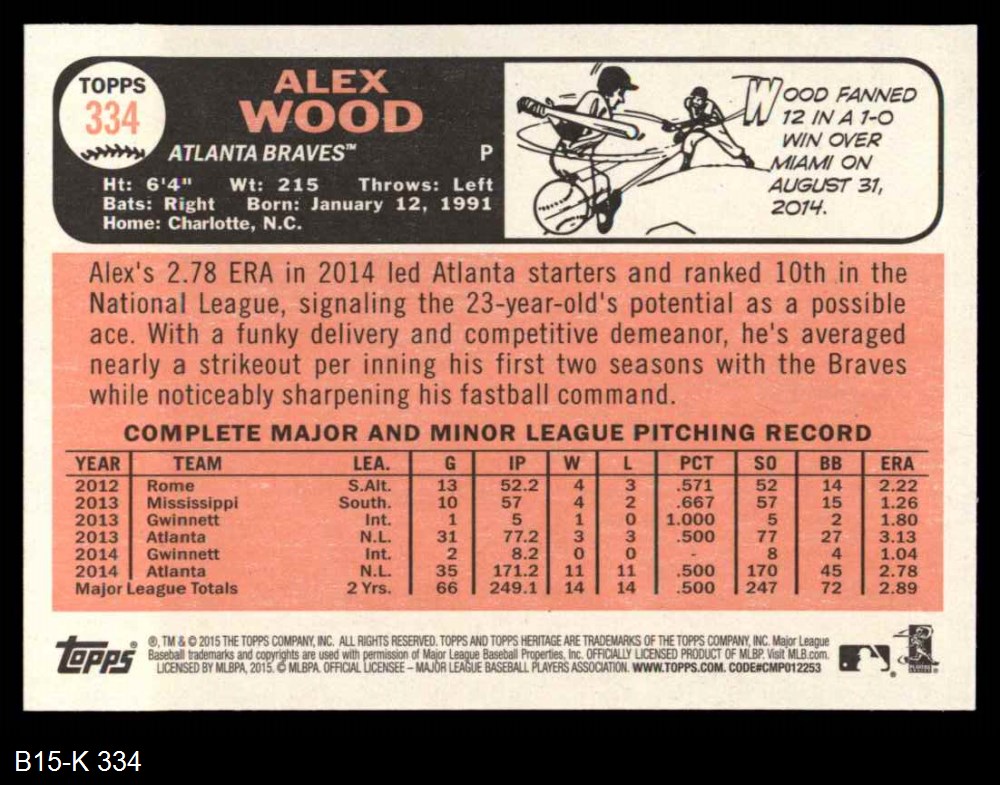 TOPPS
334
ALEX
WOOD
ATLANTA BRAVES™ P
Ht: 6'4" Wt: 215 Throws: Left
Bats: Right Born: January 12, 1991
Home: Charlotte, N.C.
WOOD FANNED
12 IN A 1-0
WIN OVER
MIAMI ON
AUGUST 31,
2014.
Alex's 2.78 ERA in 2014 led Atlanta starters and ranked 10th in the
National League, signaling the 23-year-old's potential as a possible
ace. With a funky delivery and competitive demeanor, he's averaged
nearly a strikeout per inning his first two seasons with the Braves
while noticeably sharpening his fastball command.
COMPLETE MAJOR AND MINOR LEAGUE PITCHING RECORD
YEAR TEAM LEA. G IP W L PCT SO BB ERA
2012 Rome S.Alt. 13 52.2 4 3 .571 52 14 2.22
2013 Mississippi South. 10 57 4 2 .667 57 15 1.26
2013 Gwinnett Int. 1 5 1 0 1.000 5 2 1.80
2013 Atlanta N.L. 31 77.2 3 3 .500 77 27 3.13
2014 Gwinnett Int. 2 8.2 0 0 - 8 4 1.04
2014 Atlanta N.L. 35 171.2 11 11 .500 170 45 2.78
Major League Totals 2 Yrs. 66 249.1 14 14 .500 247 72 2.89
topps®
®, TM & © 2015 THE TOPPS COMPANY, INC. ALL RIGHTS RESERVED. TOPPS AND TOPPS HERITAGE ARE TRADEMARKS OF THE TOPPS COMPANY, INC. Major League
Baseball trademarks and copyrights are used with permission of Major League Baseball Properties, Inc. OFFICIALLY LICENSED PRODUCT OF MLBP. Visit MLB.com.
LICENSED BY MLBPA, 2015. © MLBPA. OFFICIAL LICENSEE – MAJOR LEAGUE BASEBALL PLAYERS ASSOCIATION. WWW.TOPPS.COM. CODE#CMP012253
B15-K 334